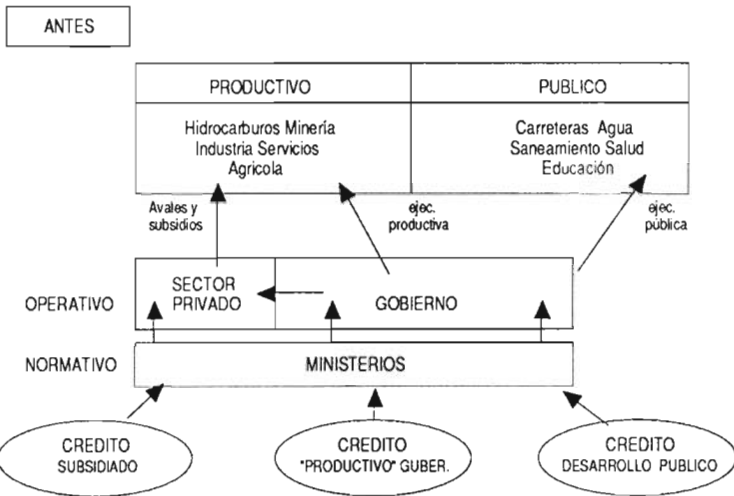 ANTES
PRODUCTIVO
PUBLICO
Hidrocarburos Minería
Industria Servicios
Agricola
Carreteras Agua
Saneamiento Salud
Educación
Avales y
subsidios
ejec.
productiva
ejec.
pública
OPERATIVO
SECTOR
PRIVADO
GOBIERNO
NORMATIVO
MINISTERIOS
CREDITO
SUBSIDIADO
CREDITO
"PRODUCTIVO" GUBER.
CREDITO
DESARROLLO PUBLICO